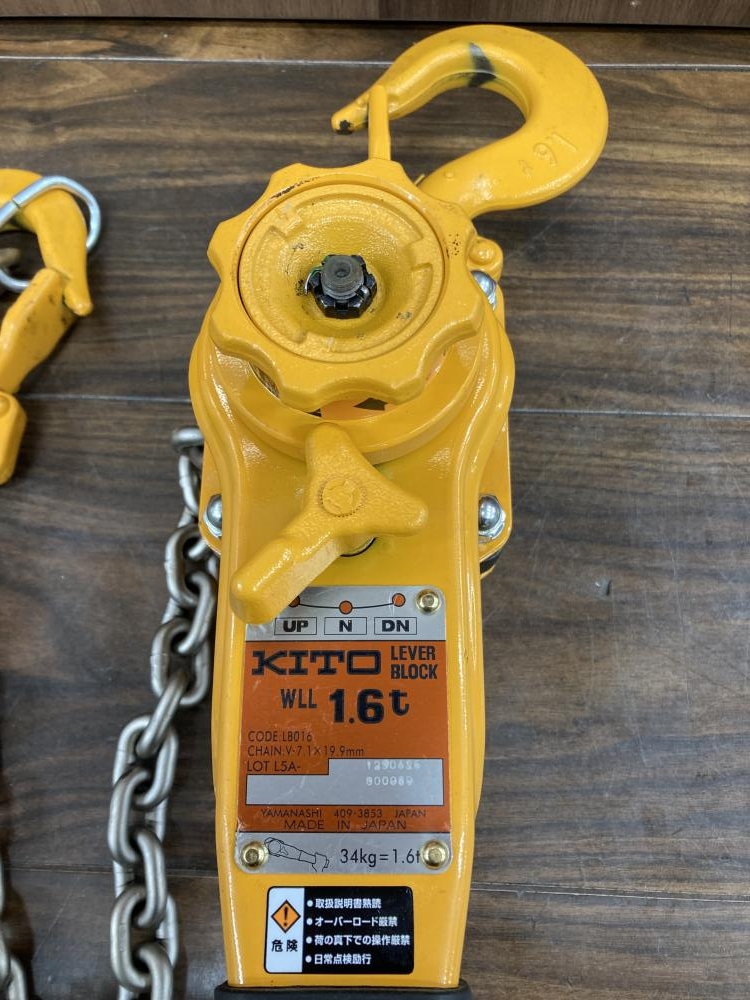 1.6
UP N DN
KITO LEVER BLOCK
WLL 1.6t
CODE:LB016
CHAIN:V-7.1×19.9mm
LOT L5A-
YAMANASHI 409-3853 JAPAN
MADE IN JAPAN
34kg=1.6t
危険
•取扱説明書熟読
•オーバーロード厳禁
•荷の真下での操作厳禁
•日常点検励行